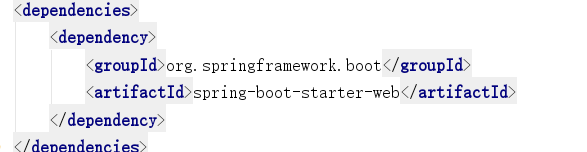 <dependencies>
<dependency>
<groupId>org.springframework.boot</groupId>
<artifactId>spring-boot-starter-web</artifactId>
</dependency>
</dependencies>